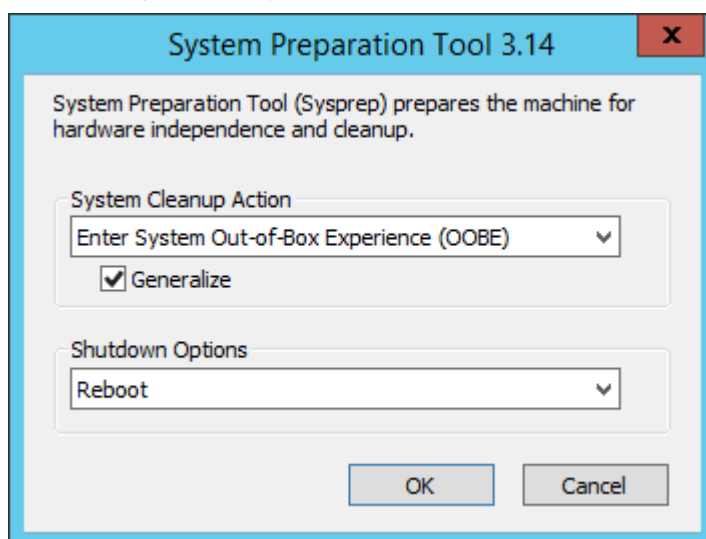 System Preparation Tool 3.14
x
System Preparation Tool (Sysprep) prepares the machine for
hardware independence and cleanup.
System Cleanup Action
Enter System Out-of-Box Experience (OOBE)
Generalize
Shutdown Options
Reboot
OK Cancel